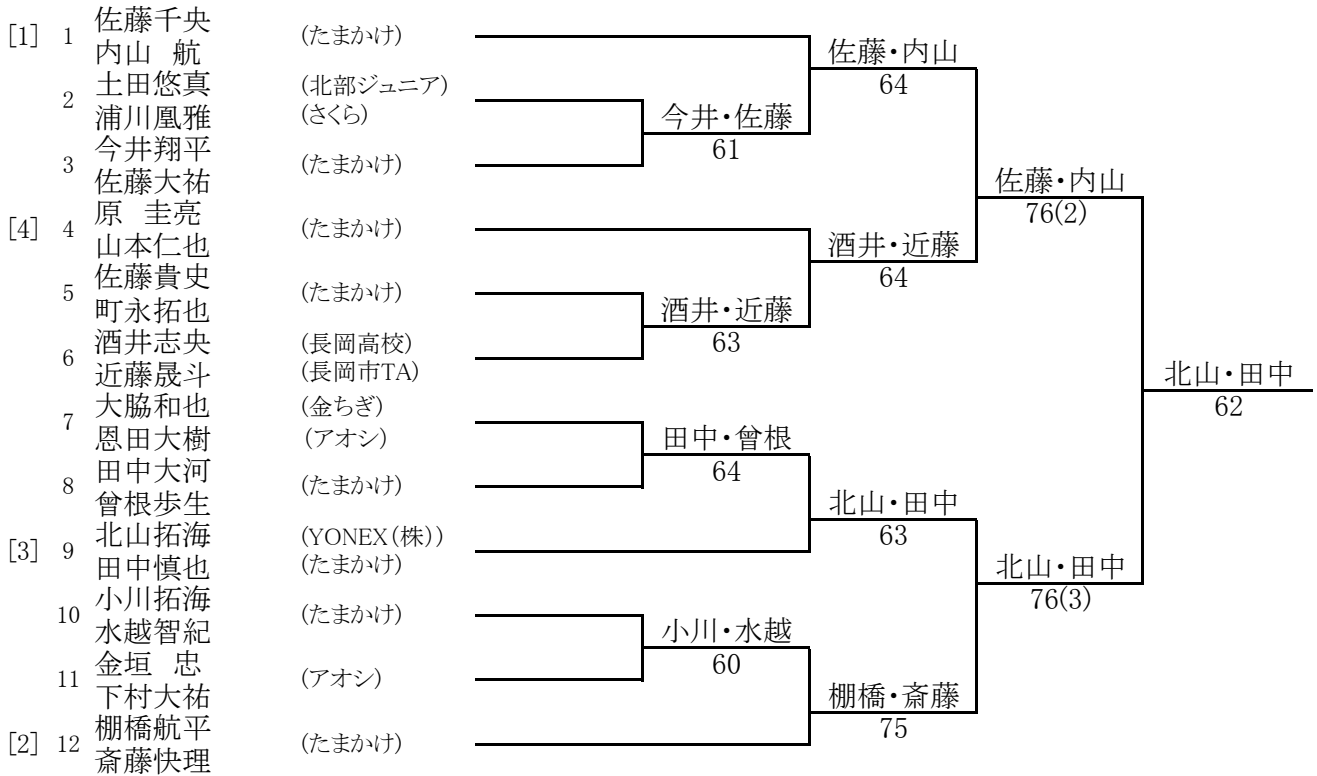 [1] 1 佐藤千央 (たまかけ)
内山 航
2 土田悠真 (北部ジュニア)
浦川凰雅 (さくら)
3 今井翔平 (たまかけ)
佐藤大祐
[4] 4 原 圭亮 (たまかけ)
山本仁也
5 佐藤貴史 (たまかけ)
町永拓也
6 酒井志央 (長岡高校)
近藤晟斗 (長岡市TA)
7 大脇和也 (金ちぎ)
恩田大樹 (アオシ)
8 田中大河 (たまかけ)
曾根歩生
[3] 9 北山拓海 (YONEX(株))
田中慎也 (たまかけ)
10 小川拓海 (たまかけ)
水越智紀
11 金垣 忠 (アオシ)
下村大祐
[2] 12 棚橋航平 (たまかけ)
斎藤快理
今井・佐藤
61
酒井・近藤
63
田中・曾根
64
小川・水越
60
佐藤・内山
64
酒井・近藤
64
北山・田中
63
棚橋・斎藤
75
佐藤・内山
76(2)
北山・田中
76(3)
北山・田中
62